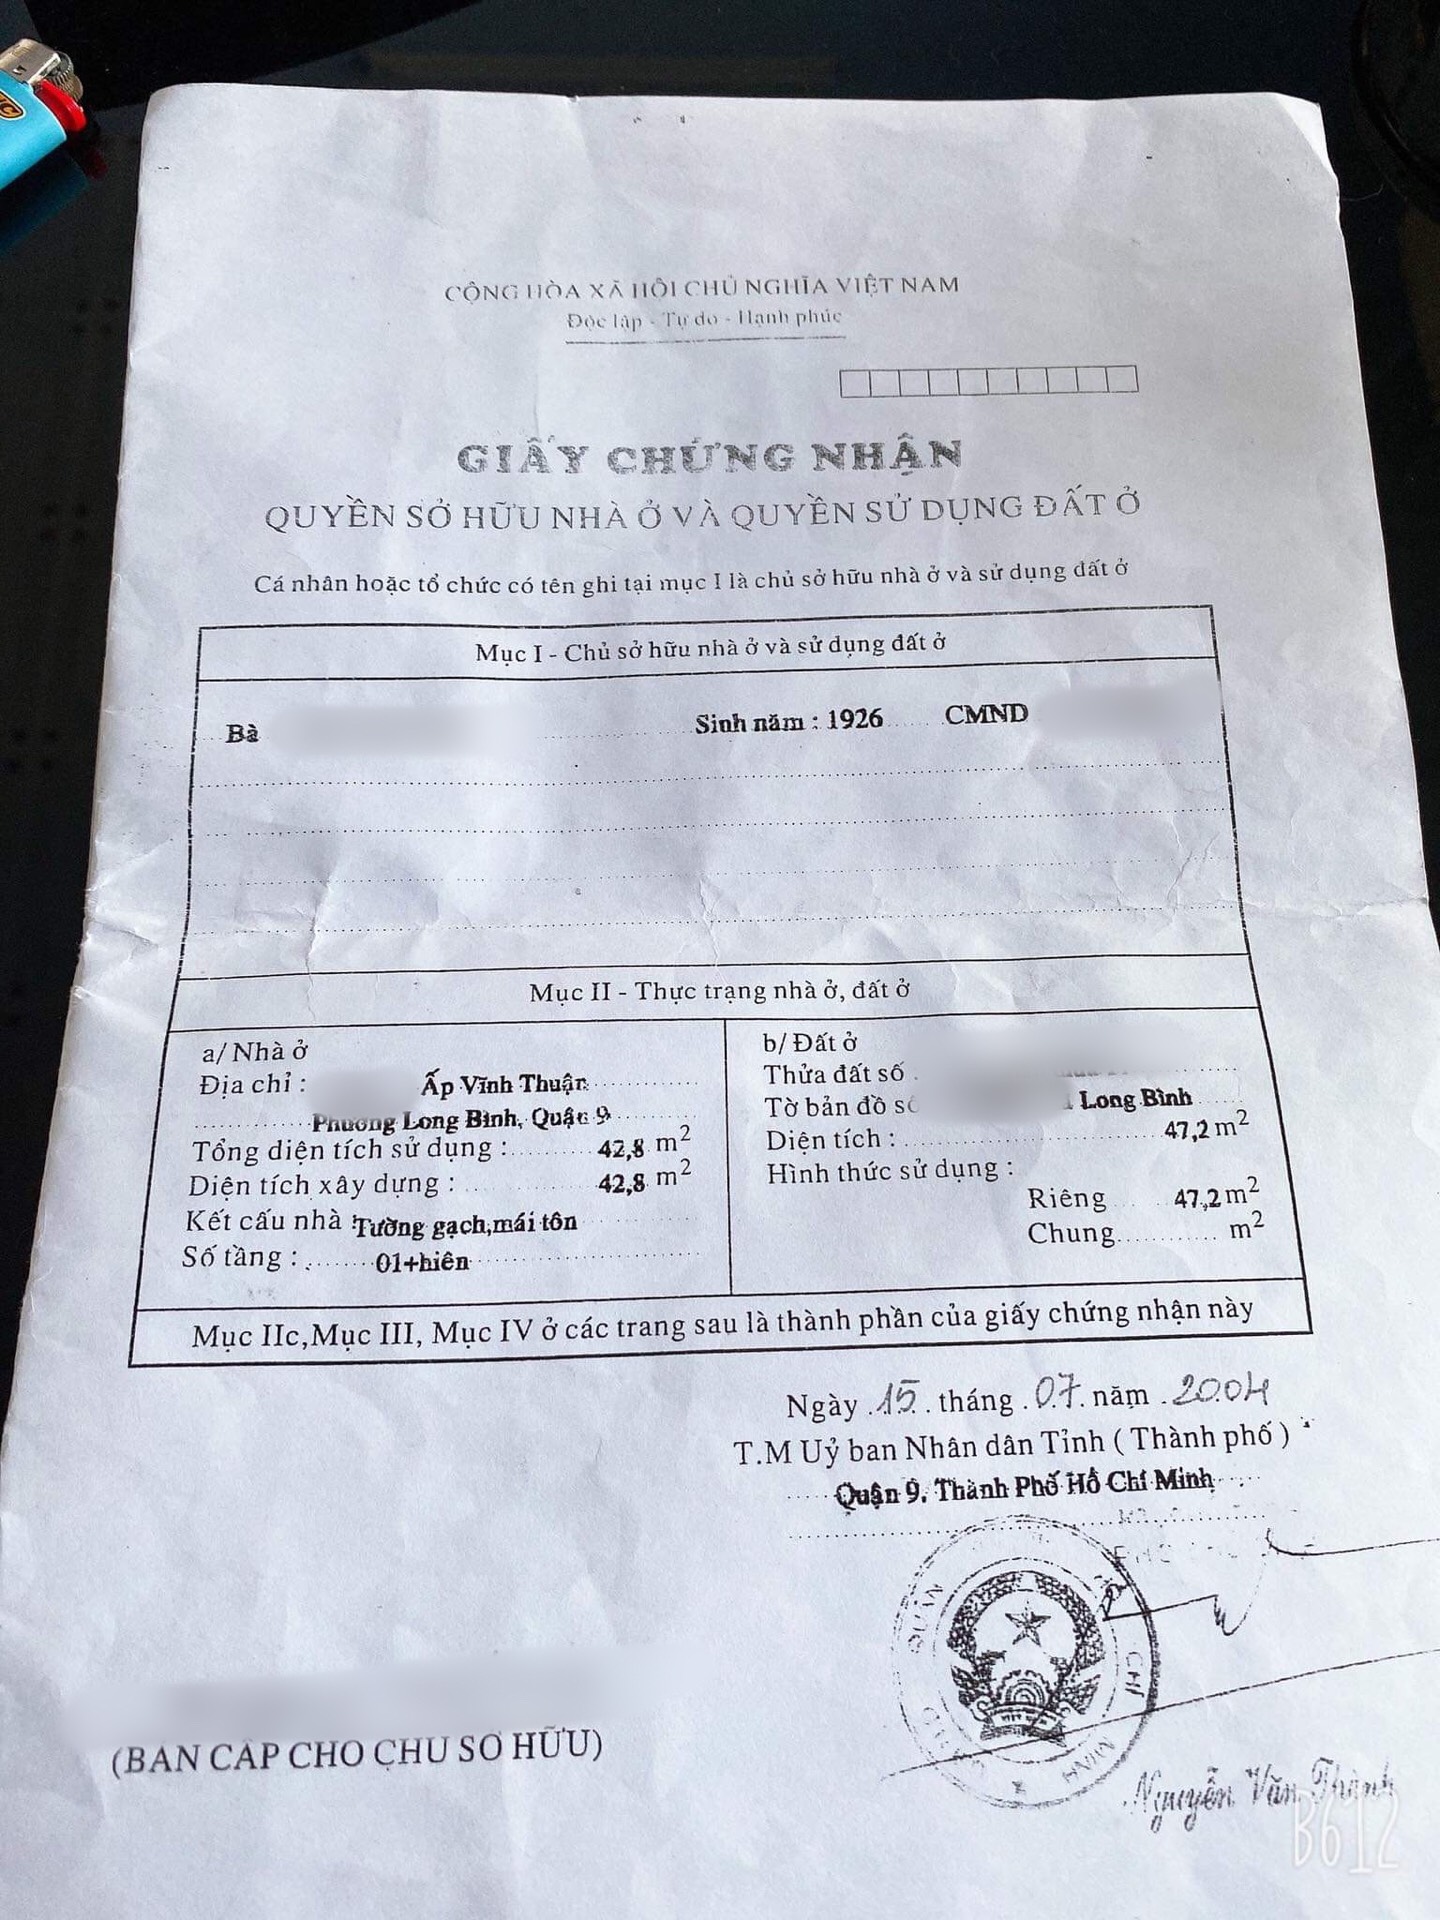 CỘNG HÒA XÃ HỘI CHỦ NGHĨA VIỆT NAM
Độc lập - Tự do - Hạnh phúc
GIẤY CHỨNG NHẬN
QUYỀN SỞ HỮU NHÀ Ở VÀ QUYỀN SỬ DỤNG ĐẤT Ở
Cá nhân hoặc tổ chức có tên ghi tại mục I là chủ sở hữu nhà ở và sử dụng đất ở
Mục I - Chủ sở hữu nhà ở và sử dụng đất ở
Bà Sinh năm : 1926 CMND
Mục II - Thực trạng nhà ở, đất ở
a/ Nhà ở
Địa chỉ : Ấp Vĩnh Thuận
Phường Long Bình, Quận 9
Tổng diện tích sử dụng : 42,8 m²
Diện tích xây dựng : 42,8 m²
Kết cấu nhà : Tường gạch,mái tôn
Số tầng : 01+hiên
b/ Đất ở
Thửa đất số
Tờ bản đồ số Long Bình
Diện tích : 47,2 m²
Hình thức sử dụng :
Riêng 47,2 m²
Chung m²
Mục IIc,Mục III, Mục IV ở các trang sau là thành phần của giấy chứng nhận này
Ngày 15 tháng 07 năm 2004
T.M Uỷ ban Nhân dân Tỉnh ( Thành phố )
Quận 9, Thành Phố Hồ Chí Minh
QUẬN
CHÍ MINH
(BẢN CẤP CHO CHỦ SỞ HỮU)
Nguyễn Văn Thành
B612